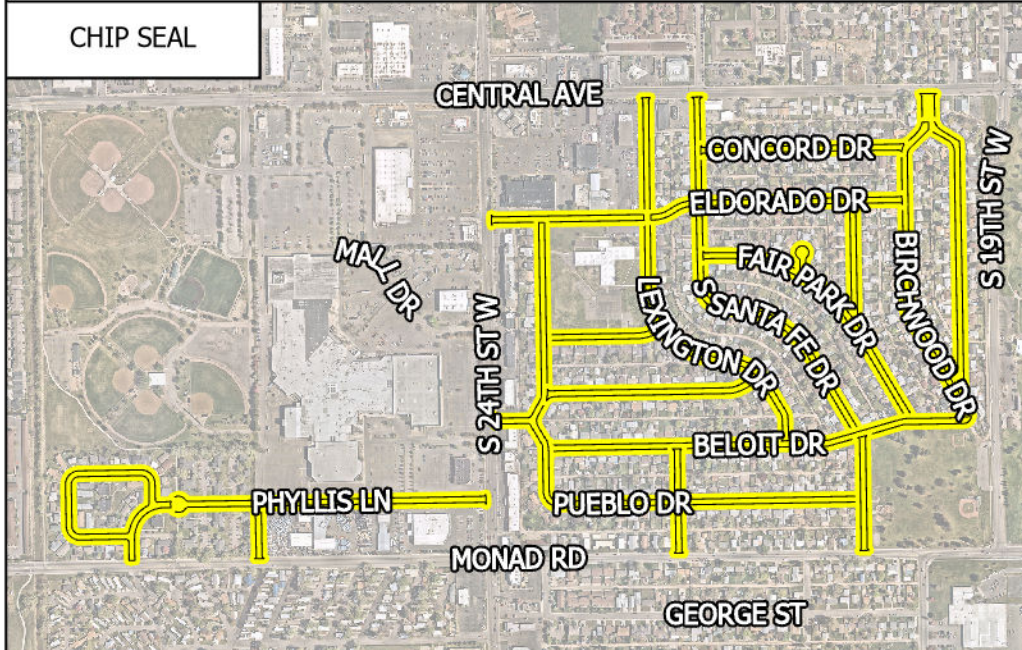 CHIP SEAL
CENTRAL AVE
CONCORD DR
S 19TH ST W
ELDORADO DR
MALL DR
FAIR PARK DR
BIRCHWOOD DR
S SANTA FE DR
LEXINGTON DR
S 24TH ST W
BELOIT DR
PHYLLIS LN
PUEBLO DR
MONAD RD
GEORGE ST